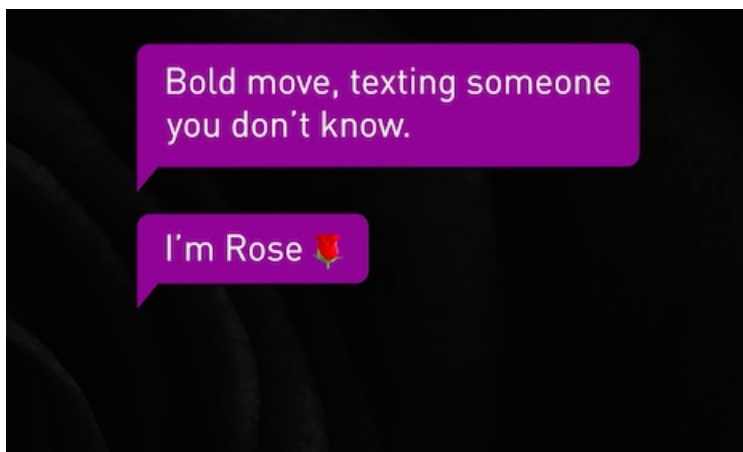 Bold move, texting someone
you don’t know.
I’m Rose 🌹